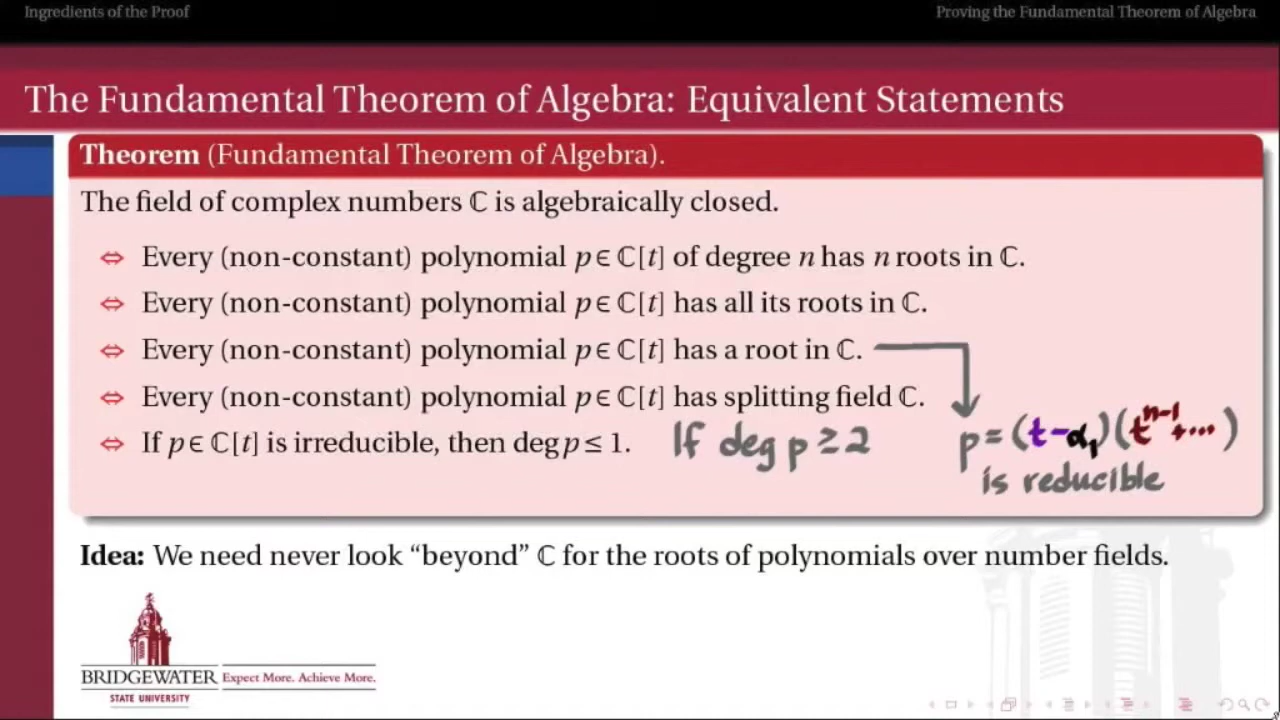 Ingredients of the Proof
Proving the Fundamental Theorem of Algebra
The Fundamental Theorem of Algebra: Equivalent Statements
Theorem (Fundamental Theorem of Algebra).
The field of complex numbers ℂ is algebraically closed.
⇔ Every (non-constant) polynomial p ∈ ℂ[t] of degree n has n roots in ℂ.
⇔ Every (non-constant) polynomial p ∈ ℂ[t] has all its roots in ℂ.
⇔ Every (non-constant) polynomial p ∈ ℂ[t] has a root in ℂ.
⇔ Every (non-constant) polynomial p ∈ ℂ[t] has splitting field ℂ.
⇔ If p ∈ ℂ[t] is irreducible, then deg p ≤ 1.
If deg p ≥ 2
p = (t-α₁)(tⁿ⁻¹+...)
is reducible
Idea: We need never look “beyond” ℂ for the roots of polynomials over number fields.
BRIDGEWATER
STATE UNIVERSITY
Expect More. Achieve More.